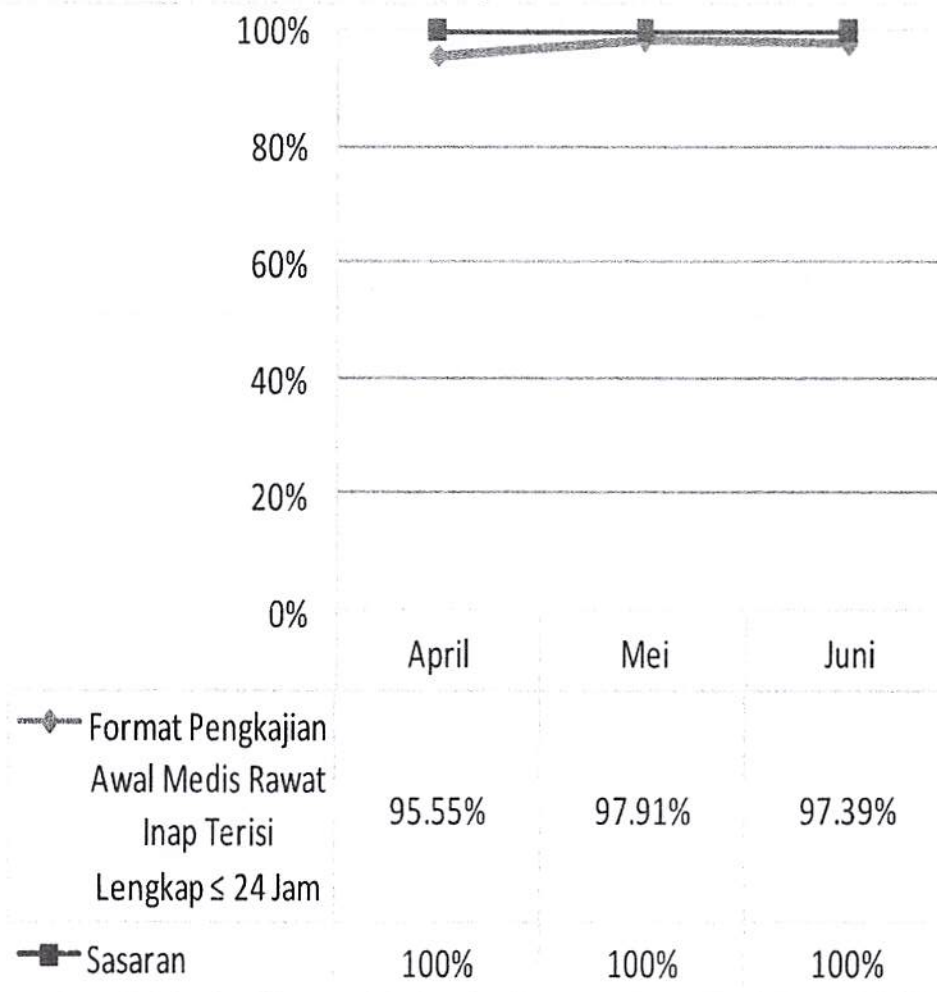 100%
80%
60%
40%
20%
0%
April Mei Juni
Format Pengkajian
Awal Medis Rawat
Inap Terisi
Lengkap ≤ 24 Jam
95.55% 97.91% 97.39%
Sasaran 100% 100% 100%